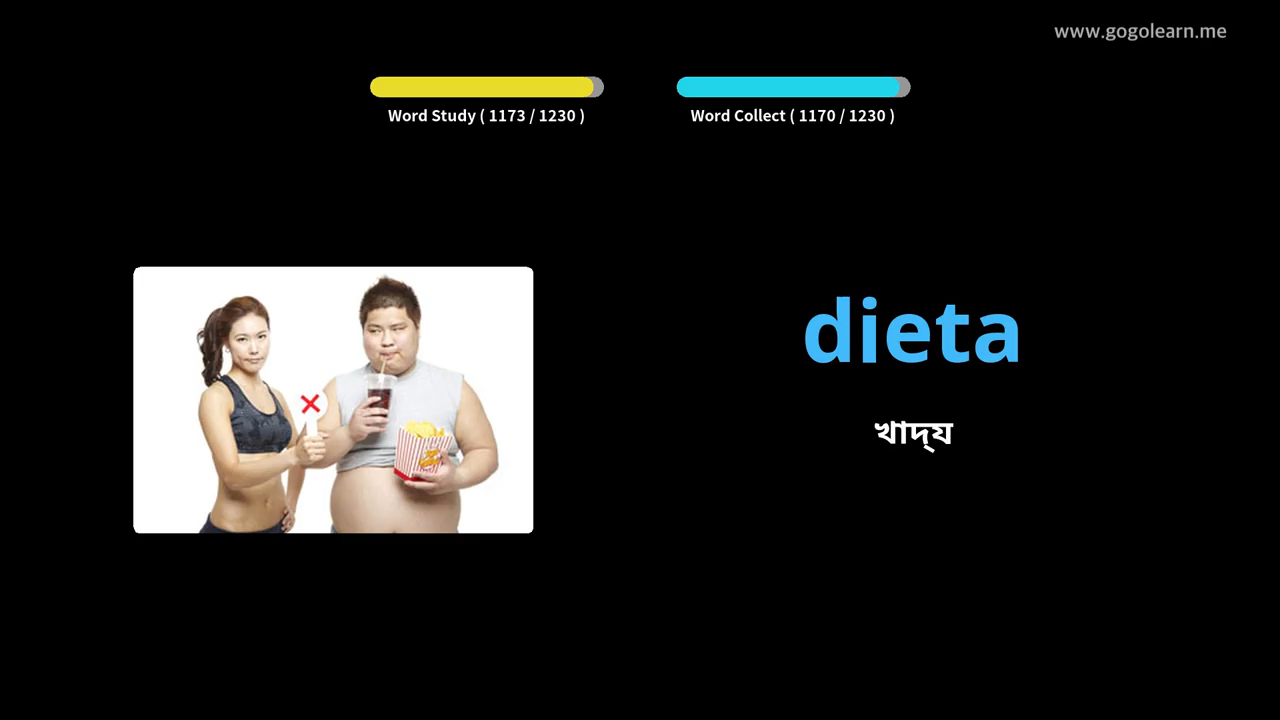 www.gogolearn.me
Word Study ( 1173 / 1230 )
Word Collect ( 1170 / 1230 )
dieta
খাদ্য